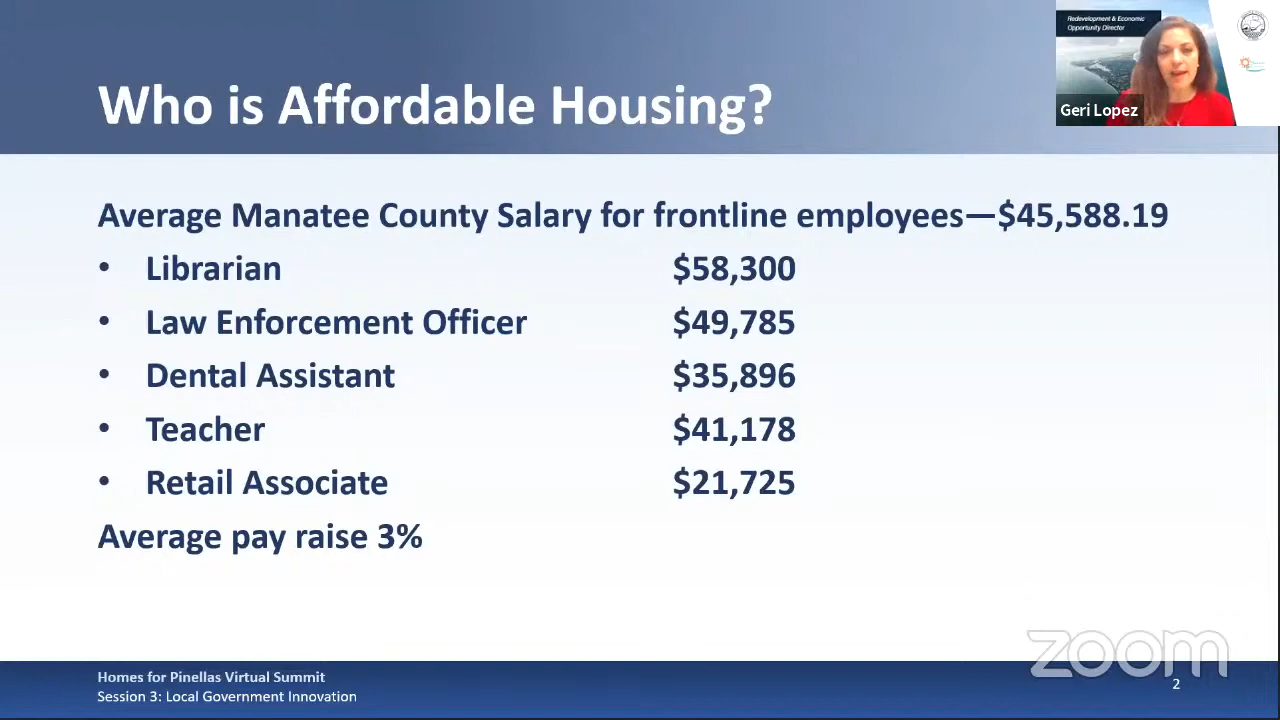 Redevelopment & Economic
Opportunity Director
Geri Lopez
Who is Affordable Housing?
Average Manatee County Salary for frontline employees—$45,588.19
• Librarian $58,300
• Law Enforcement Officer $49,785
• Dental Assistant $35,896
• Teacher $41,178
• Retail Associate $21,725
Average pay raise 3%
zoom
Homes for Pinellas Virtual Summit
Session 3: Local Government Innovation
2